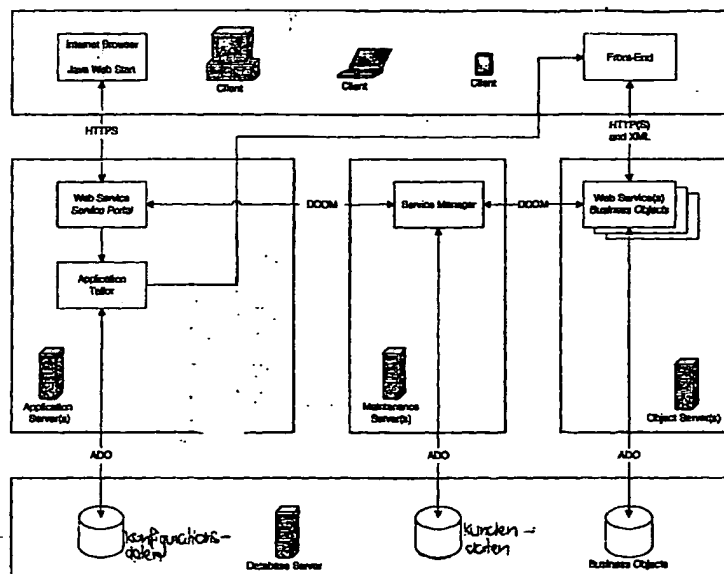 Internet Browser
Java Web Start
Client
Client
Client
Front-End
HTTPS
HTTP(S)
and XML
Web Service
Service Portal
DCOM
Service Manager
DCOM
Web Service(s)
Business Objects
Application
Tailor
Application
Server(s)
Maintanance
Server(s)
Object Server(s)
ADO
ADO
ADO
Konfigurations-
daten
Database Server
Kunden-
daten
Business Objects